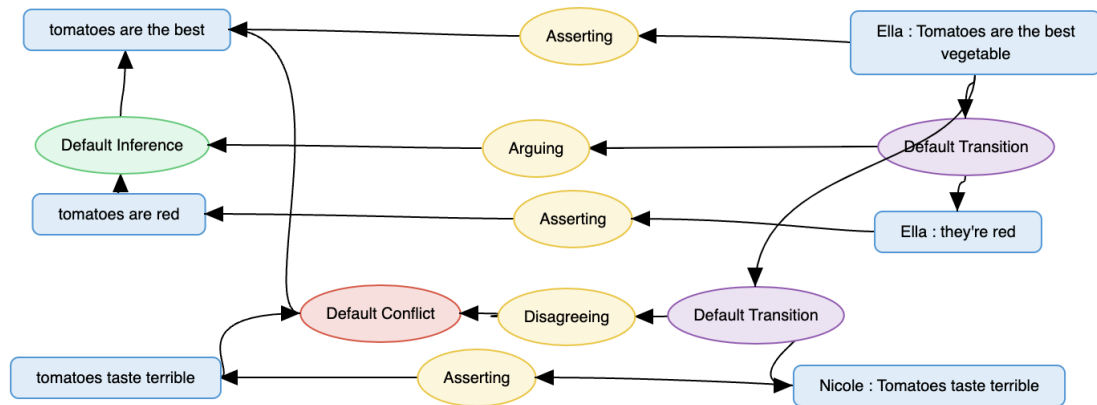 tomatoes are the best
Asserting
Ella : Tomatoes are the best
vegetable
Default Inference
Arguing
Default Transition
tomatoes are red
Asserting
Ella : they're red
Default Conflict
Disagreeing
Default Transition
tomatoes taste terrible
Asserting
Nicole : Tomatoes taste terrible